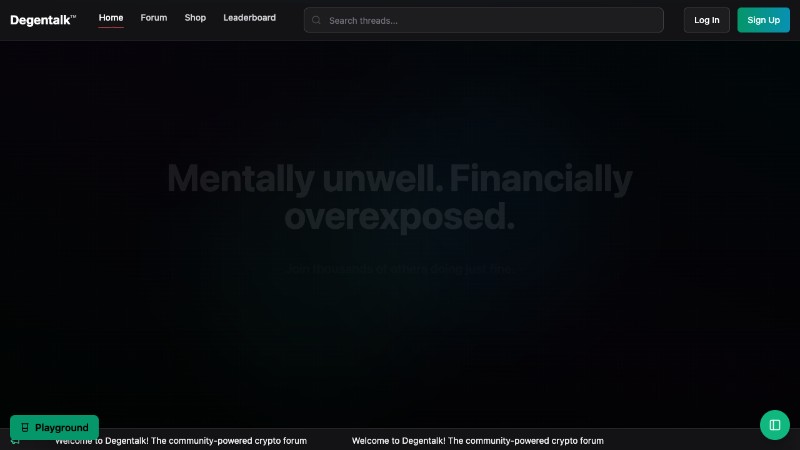 Degentalk™
Home Forum Shop Leaderboard
Search threads...
Log In
Sign Up
Mentally unwell. Financially
overexposed.
Playground
Welcome to Degentalk! The community-powered crypto forum
Welcome to Degentalk! The community-powered crypto forum